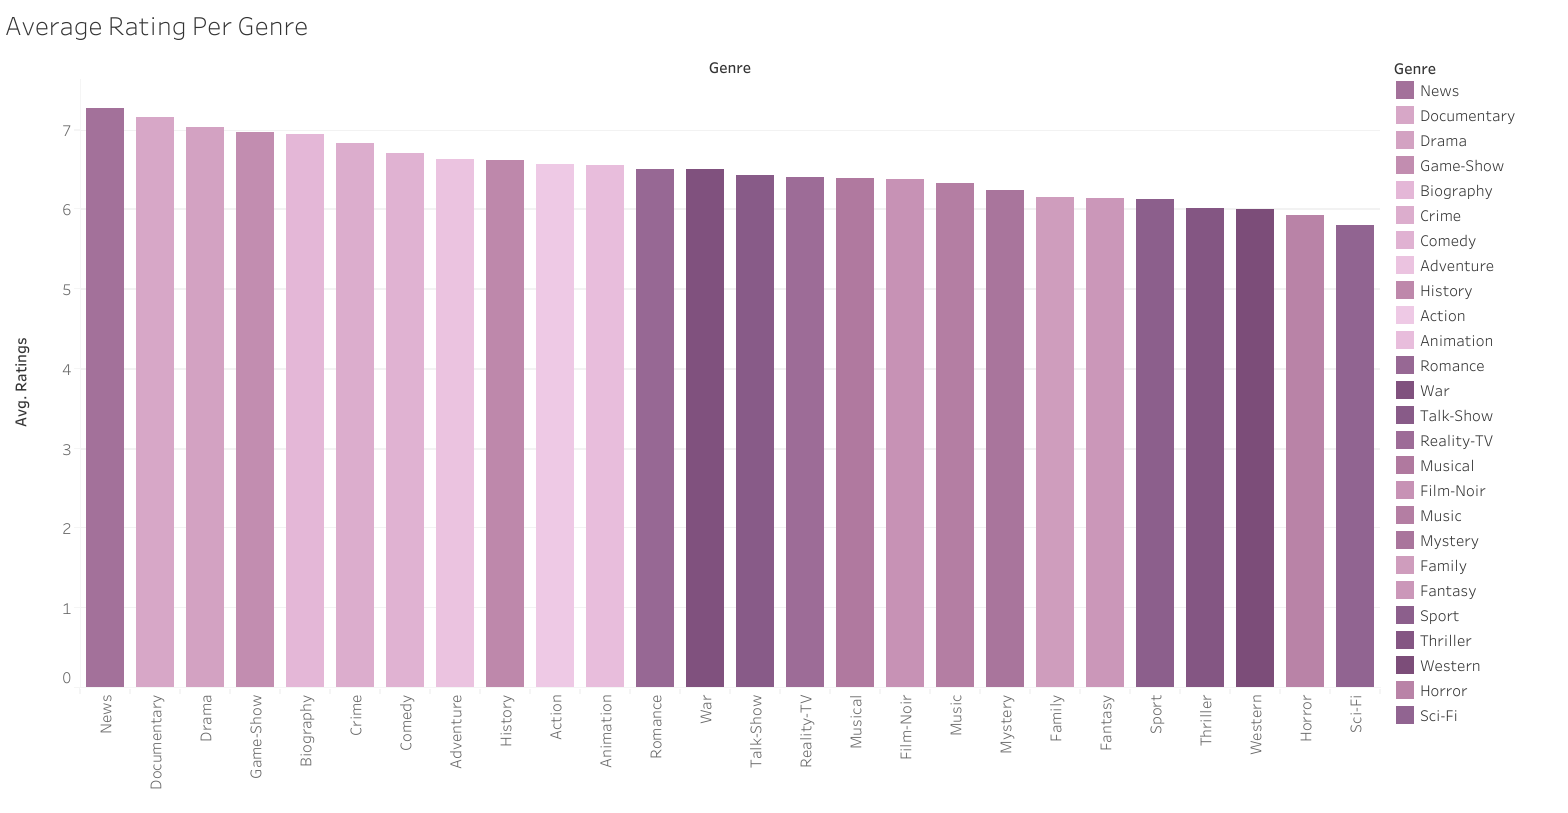 Average Rating Per Genre
Genre
Avg. Ratings
7
6
5
4
3
2
1
0
News
Documentary
Drama
Game-Show
Biography
Crime
Comedy
Adventure
History
Action
Animation
Romance
War
Talk-Show
Reality-TV
Musical
Film-Noir
Music
Mystery
Family
Fantasy
Sport
Thriller
Western
Horror
Sci-Fi
Genre
News
Documentary
Drama
Game-Show
Biography
Crime
Comedy
Adventure
History
Action
Animation
Romance
War
Talk-Show
Reality-TV
Musical
Film-Noir
Music
Mystery
Family
Fantasy
Sport
Thriller
Western
Horror
Sci-Fi